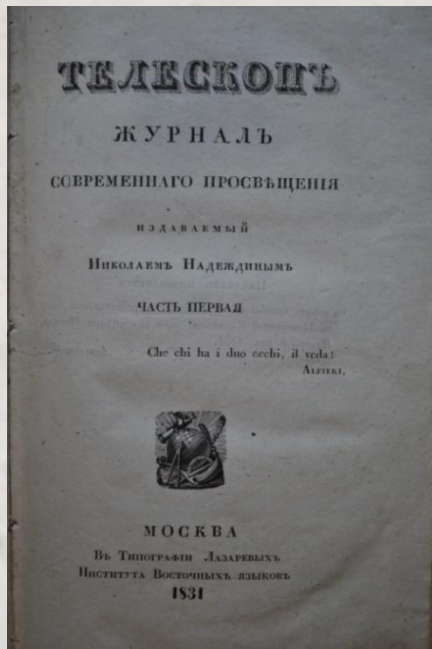 ТЕЛЕСКОПЪ
ЖУРНАЛЪ
СОВРЕМЕННАГО ПРОСВѢЩЕНІЯ
ИЗДАВАЕМЫЙ
НИКОЛАЕМЪ НАДЕЖДИНЫМЪ
ЧАСТЬ ПЕРВАЯ
Che chi ha i duo occhi, il veda!
ALFIERI.
МОСКВА
ВЪ ТИПОГРАФІИ ЛАЗАРЕВЫХЪ
ИНСТИТУТА ВОСТОЧНЫХЪ ЯЗЫКОВЪ
1831